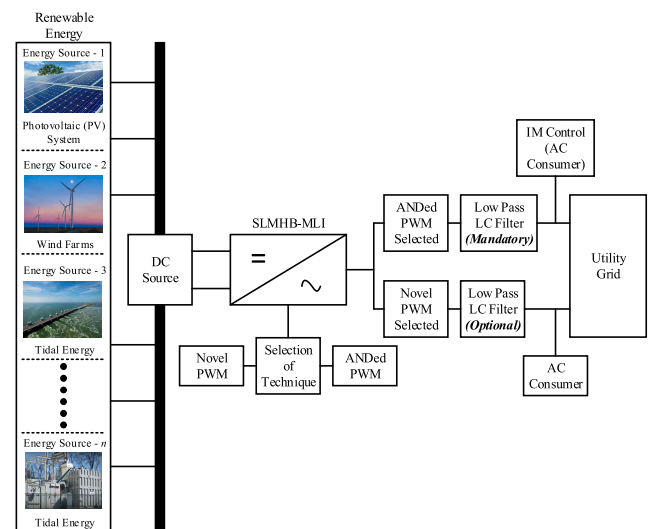 Renewable
Energy
Energy Source - 1
Photovoltaic (PV)
System
Energy Source - 2
Wind Farms
Energy Source - 3
Tidal Energy
Energy Source - n
Tidal Energy
DC
Source
SLMHB-MLI
=
~
Novel
PWM
Selection
of
Technique
ANDed
PWM
ANDed
PWM
Selected
Low Pass
LC Filter
(Mandatory)
Novel
PWM
Selected
Low Pass
LC Filter
(Optional)
IM Control
(AC
Consumer)
AC
Consumer
Utility
Grid